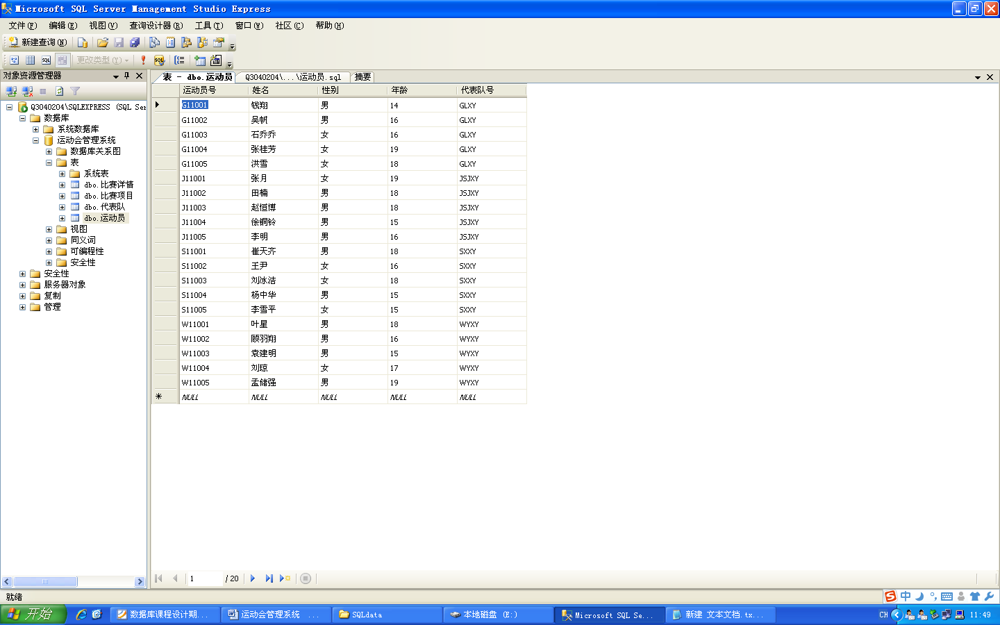 Microsoft SQL Server Management Studio Express
文件(F) 编辑(E) 视图(V) 查询设计器(R) 工具(T) 窗口(W) 社区(C) 帮助(H)
新建查询(N)
更改类型(Y)
对象资源管理器
表 - dbo.运动员 Q3040204\...\运动员.sql 摘要
Q3040204\SQLEXPRESS (SQL Ser
数据库
系统数据库
运动会管理系统
数据库关系图
表
系统表
dbo.比赛详情
dbo.比赛项目
dbo.代表队
dbo.运动员
视图
同义词
可编程性
安全性
安全性
服务器对象
复制
管理
运动员号 姓名 性别 年龄 代表队号
G11001 钱翔 男 14 GLXY
G11002 吴帆 男 16 GLXY
G11003 石乔乔 女 16 GLXY
G11004 张桂芳 女 19 GLXY
G11005 洪雪 女 18 GLXY
J11001 张月 女 19 JSJXY
J11002 田楠 男 18 JSJXY
J11003 赵恒博 男 18 JSJXY
J11004 徐铜铃 男 15 JSJXY
J11005 李明 男 16 JSJXY
S11001 崔天齐 男 18 SXXY
S11002 王尹 女 16 SXXY
S11003 刘冰洁 女 18 SXXY
S11004 杨中华 男 15 SXXY
S11005 李雪平 女 15 SXXY
W11001 叶星 男 18 WYXY
W11002 顾羽翔 男 16 WYXY
W11003 袁建明 男 15 WYXY
W11004 刘琼 女 17 WYXY
W11005 孟储强 男 19 WYXY
NULL NULL NULL NULL NULL
1 / 20
就绪
中
开始 数据库课程设计期... 运动会管理系统 ... SQLdata 本地磁盘 (E:) Microsoft SQL Se... 新建 文本文档.tx... CH 11:49